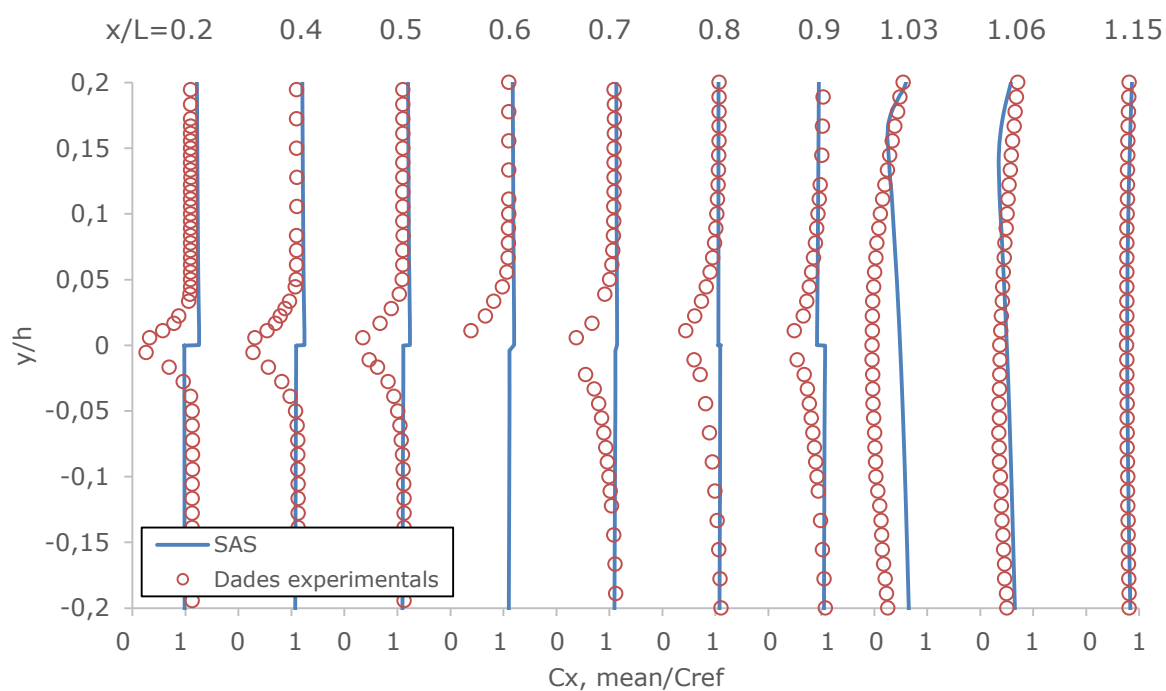 x/L=0.2 0.4 0.5 0.6 0.7 0.8 0.9 1.03 1.06 1.15
0,2
0,15
0,1
0,05
0
-0,05
-0,1
-0,15
-0,2
y/h
SAS
Dades experimentals
0 1 0 1 0 1 0 1 0 1 0 1 0 1 0 1 0 1 0 1
Cx, mean/Cref